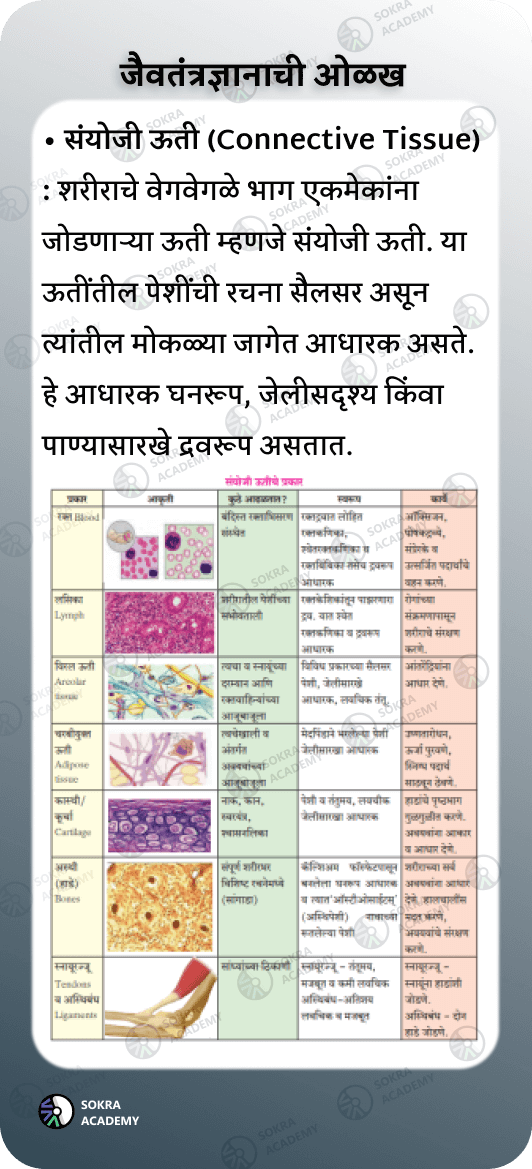 जैवतंत्रज्ञानाची ओळख
• संयोजी ऊती (Connective Tissue)
: शरीराचे वेगवेगळे भाग एकमेकांना
जोडणाऱ्या ऊती म्हणजे संयोजी ऊती. या
ऊतींतील पेशींची रचना सैलसर असून
त्यांतील मोकळ्या जागेत आधारक असते.
हे आधारक घनरूप, जेलीसदृश्य किंवा
पाण्यासारखे द्रवरूप असतात.
संयोजी ऊतीचे प्रकार
प्रकार आकृती कुठे आढळतात? स्वरूप कार्य
रक्त Blood
बंदिस्त रक्ताभिसरण
संस्थेत
रक्तद्रवात लोहित
रक्तकणिका,
श्वेतरक्तकणिका व
रक्तबिंबिका तसेच द्रवरूप
आधारक
ऑक्सिजन,
पोषकद्रव्ये,
संप्रेरके व
उत्सर्जित पदार्थांचे
वहन करणे.
लसिका
Lymph
शरीरातील पेशींच्या
सभोवताली
रक्तकेशिकांतून पाझरणारा
द्रव. यात श्वेत
रक्तकणिका व द्रवरूप
आधारक
रोगांच्या
संक्रमणापासून
शरीराचे संरक्षण
करणे.
विरल ऊती
Areolar
tissue
त्वचा व स्नायूंच्या
दरम्यान आणि
रक्तवाहिन्यांच्या
आजूबाजूला
विविध प्रकारच्या सैलसर
पेशी, जेलीसारखे
आधारक, लवचिक तंतू.
आंतरेंद्रियांना
आधार देणे.
चरबीयुक्त
ऊती
Adipose
tissue
त्वचेखाली व
अंतर्गत
अवयवांच्या
आजूबाजूला
मेदपिंडाने भरलेल्या पेशी
जेलीसारखा आधारक
उष्णतारोधन,
ऊर्जा पुरवणे,
स्निग्ध पदार्थ
साठवून ठेवणे.
कास्थी/
कूर्चा
Cartilage
नाक, कान,
स्वरयंत्र,
श्वासनलिका
पेशी व तंतुमय, लवचीक
जेलीसारखा आधारक
हाडांचे पृष्ठभाग
गुळगुळीत करणे.
अवयवांना आकार
व आधार देणे.
अस्थी
(हाडे)
Bones
संपूर्ण शरीरभर
विशिष्ट रचनेमध्ये
(सांगाडा)
कॅल्शिअम फॉस्फेटपासून
बनलेला घनरूप आधारक
व त्यात 'ऑस्टीओसाईट्स'
(अस्थिपेशी) नावाच्या
रुतलेल्या पेशी
शरीराच्या सर्व
अवयवांना आधार
देणे. हालचालींस
मदत करणे,
अवयवांचे संरक्षण
करणे.
स्नायूरज्जू
Tendons
व अस्थिबंध
Ligaments
सांध्यांच्या ठिकाणी
स्नायूरज्जू – तंतुमय,
मजबूत व कमी लवचिक
अस्थिबंध-अतिशय
लवचिक व मजबूत
स्नायूरज्जू –
स्नायूंना हाडांशी
जोडणे.
अस्थिबंध – दोन
हाडे जोडणे.
SOKRA
ACADEMY